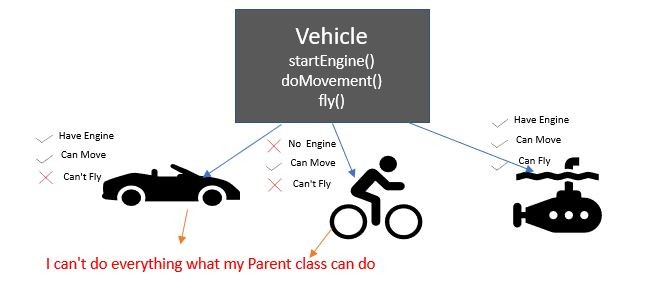 Vehicle
startEngine()
doMovement()
fly()
Have Engine
Can Move
Can't Fly
No Engine
Can Move
Can't Fly
Have Engine
Can Move
Can Fly
I can't do everything what my Parent class can do